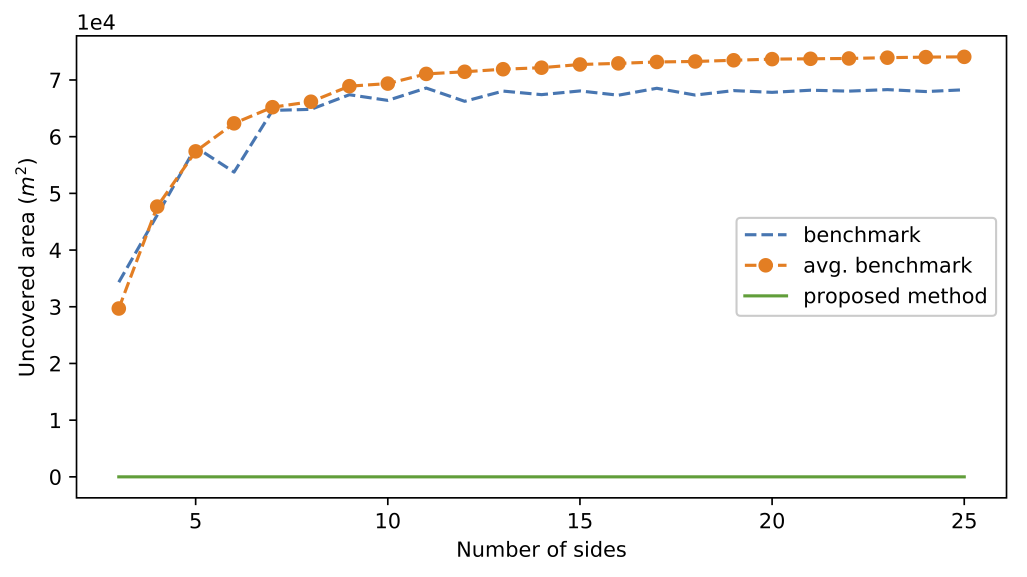 1e4
7
6
5
4
3
2
1
0
Uncovered area (m²)
benchmark
avg. benchmark
proposed method
5 10 15 20 25
Number of sides